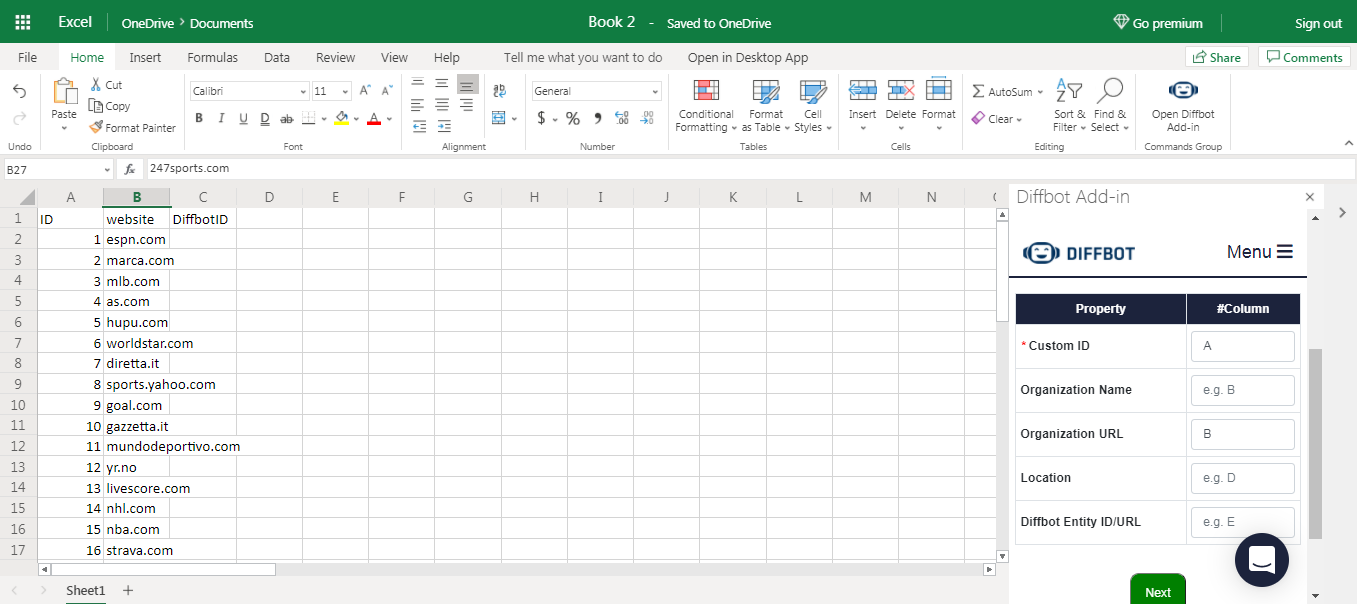 Excel OneDrive > Documents Book 2 - Saved to OneDrive Go premium Sign out
File Home Insert Formulas Data Review View Help Tell me what you want to do Open in Desktop App Share Comments
Paste Cut Copy Format Painter
Calibri 11
B I U D ab A
General
$ % ,
Conditional Formatting Format as Table Cell Styles
Insert Delete Format
AutoSum Clear Sort & Filter Find & Select
Open Diffbot Add-in
Undo Clipboard Font Alignment Number Tables Cells Editing Commands Group
B27 fx 247sports.com
A B C D E F G H I J K L M N
1 ID website DiffbotID
2 1 espn.com
3 2 marca.com
4 3 mlb.com
5 4 as.com
6 5 hupu.com
7 6 worldstar.com
8 7 diretta.it
9 8 sports.yahoo.com
10 9 goal.com
11 10 gazzetta.it
12 11 mundodeportivo.com
13 12 yr.no
14 13 livescore.com
15 14 nhl.com
16 15 nba.com
17 16 strava.com
Sheet1 +
Diffbot Add-in
DIFFBOT Menu
Property #Column
* Custom ID A
Organization Name e.g. B
Organization URL B
Location e.g. D
Diffbot Entity ID/URL e.g. E
Next